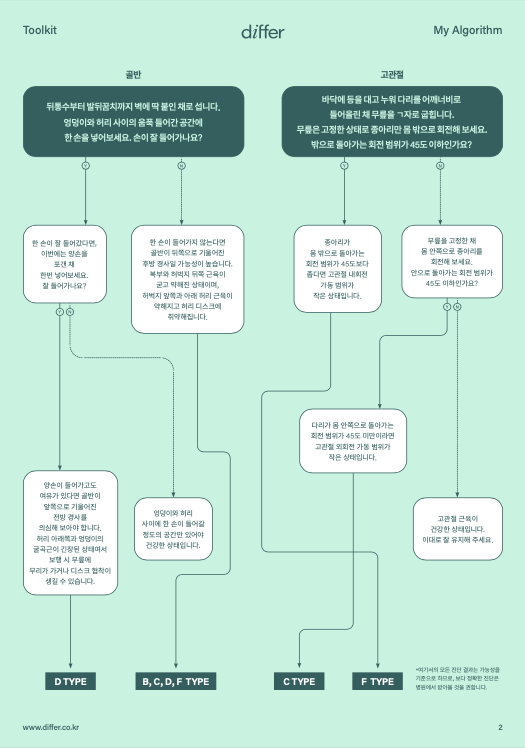 Toolkit
differ
My Algorithm
골반
고관절
뒤통수부터 발뒤꿈치까지 벽에 딱 붙인 채로 섭니다.
엉덩이와 허리 사이의 움푹 들어간 공간에
한 손을 넣어보세요. 손이 잘 들어가나요?
바닥에 등을 대고 누워 다리를 어깨너비로
들어올린 채 무릎을 ㄱ자로 굽힙니다.
무릎은 고정한 상태로 종아리만 몸 밖으로 회전해 보세요.
밖으로 돌아가는 회전 범위가 45도 이하인가요?
Y
N
Y
N
한 손이 잘 들어갔다면,
이번에는 양손을
포갠 채
한번 넣어보세요.
잘 들어가나요?
한 손이 들어가지 않는다면
골반이 뒤쪽으로 기울어진
후방 경사일 가능성이 높습니다.
복부와 허벅지 뒤쪽 근육이
굳고 약해진 상태이며,
허벅지 앞쪽과 아래 허리 근육이
약해지고 허리 디스크에
취약해집니다.
종아리가
몸 밖으로 돌아가는
회전 범위가 45도보다
좁다면 고관절 내회전
가동 범위가
작은 상태입니다.
무릎을 고정한 채
몸 안쪽으로 종아리를
회전해 보세요.
안으로 돌아가는 회전 범위가
45도 이하인가요?
Y
N
Y
N
다리가 몸 안쪽으로 돌아가는
회전 범위가 45도 미만이라면
고관절 외회전 가동 범위가
작은 상태입니다.
양손이 들어가고도
여유가 있다면 골반이
앞쪽으로 기울어진
전방 경사를
의심해 보아야 합니다.
허리 아래쪽과 엉덩이의
굴곡근이 긴장된 상태여서
보행 시 무릎에
무리가 가거나 디스크 협착이
생길 수 있습니다.
엉덩이와 허리
사이에 한 손이 들어갈
정도의 공간만 있어야
건강한 상태입니다.
고관절 근육이
건강한 상태입니다.
이대로 잘 유지해 주세요.
D TYPE
B, C, D, F TYPE
C TYPE
F TYPE
*여기서의 모든 진단 결과는 가능성을
기준으로 하므로, 보다 정확한 진단은
병원에서 받아볼 것을 권합니다.
www.differ.co.kr
2